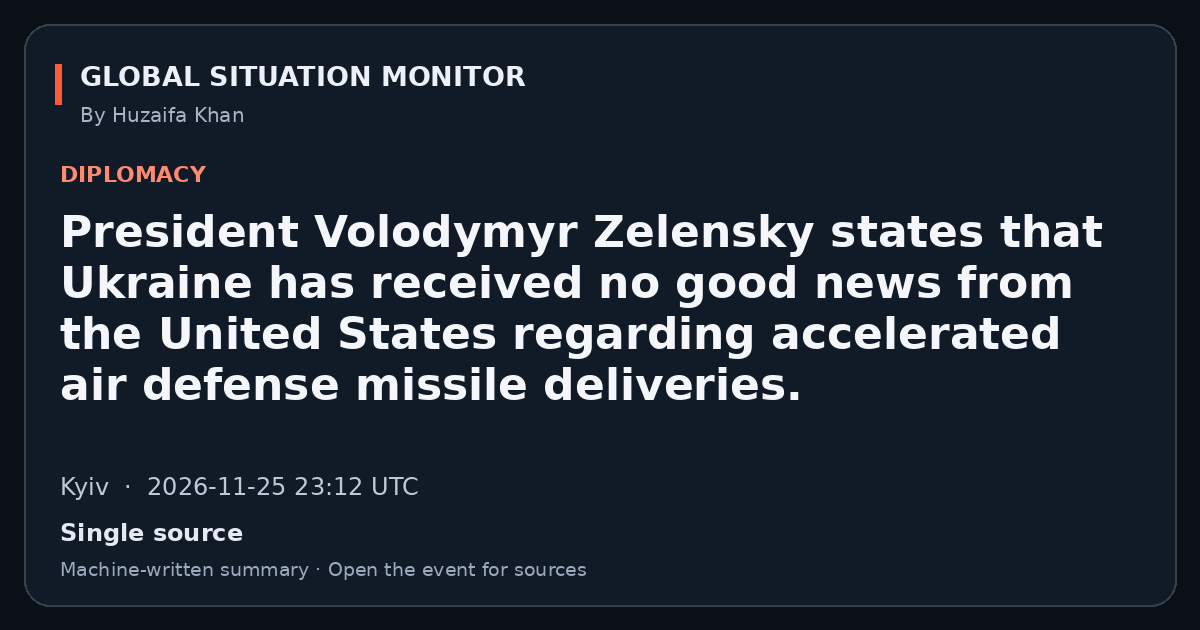 GLOBAL SITUATION MONITOR
By Huzaifa Khan
DIPLOMACY
President Volodymyr Zelensky states that
Ukraine has received no good news from
the United States regarding accelerated
air defense missile deliveries.
Kyiv · 2026-11-25 23:12 UTC
Single source
Machine-written summary · Open the event for sources